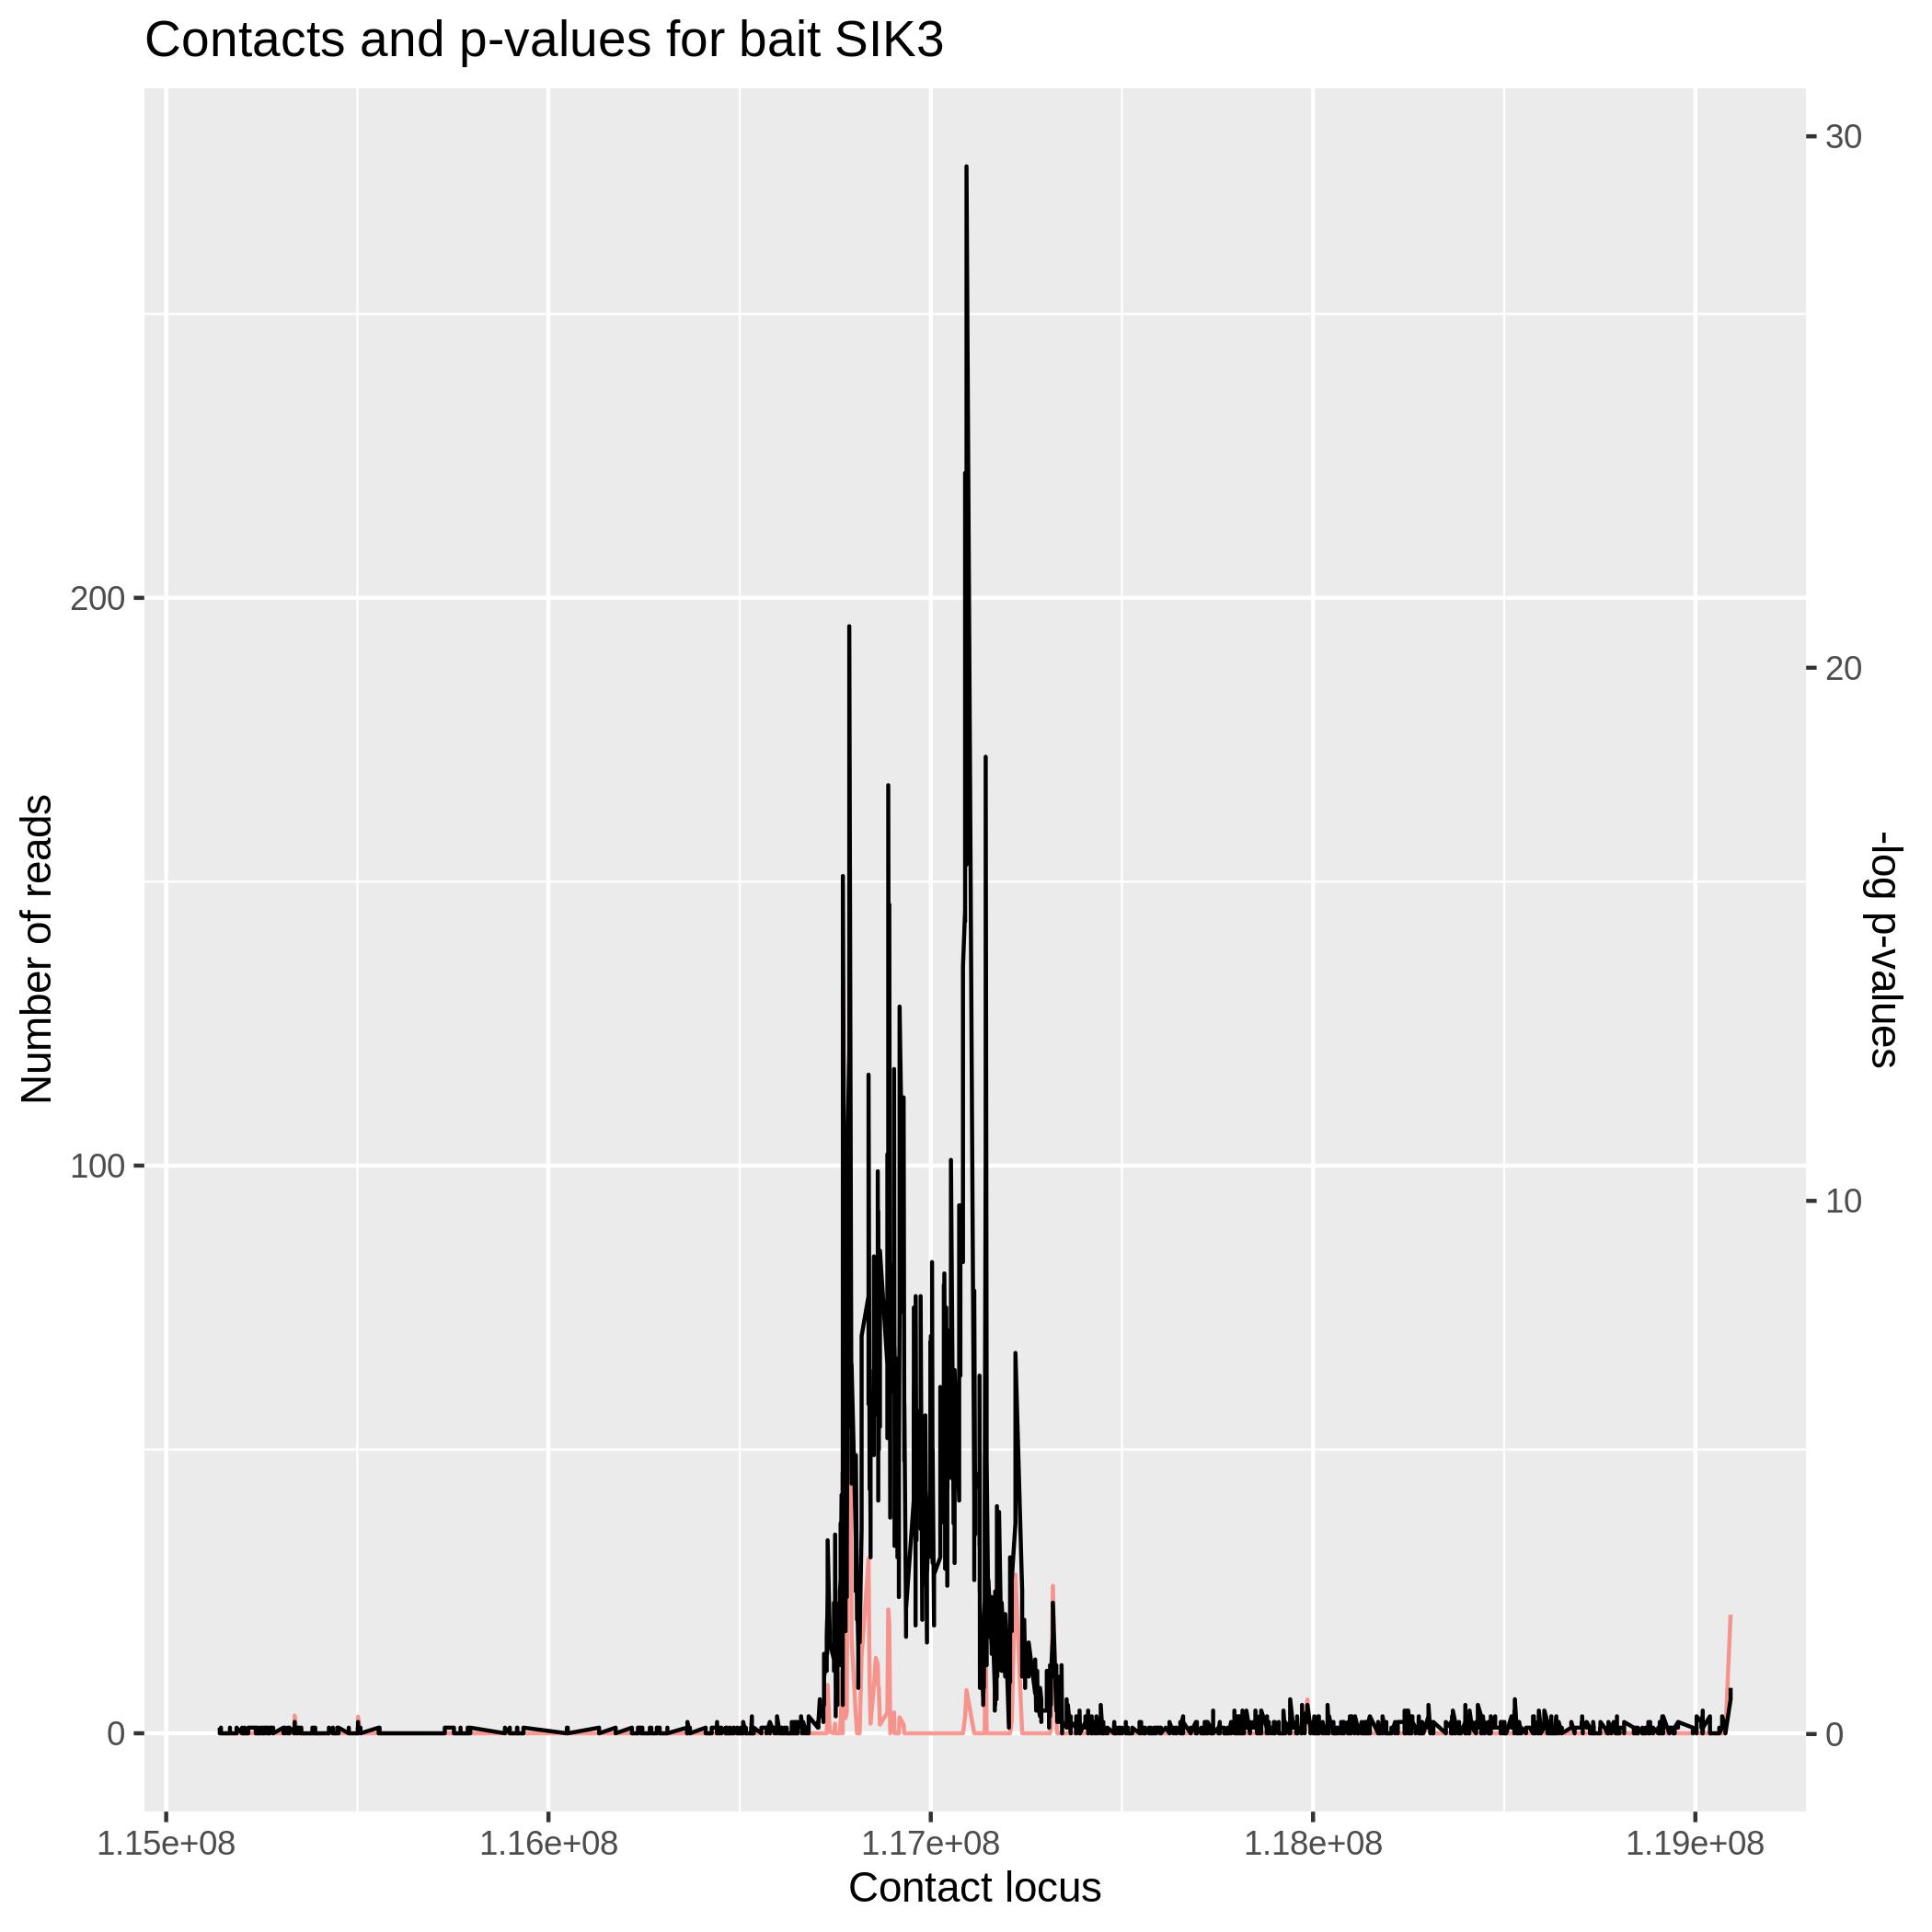 Contacts and p-values for bait SIK3
Number of reads
200
100
0
30
20
10
0
-log p-values
1.15e+08 1.16e+08 1.17e+08 1.18e+08 1.19e+08
Contact locus